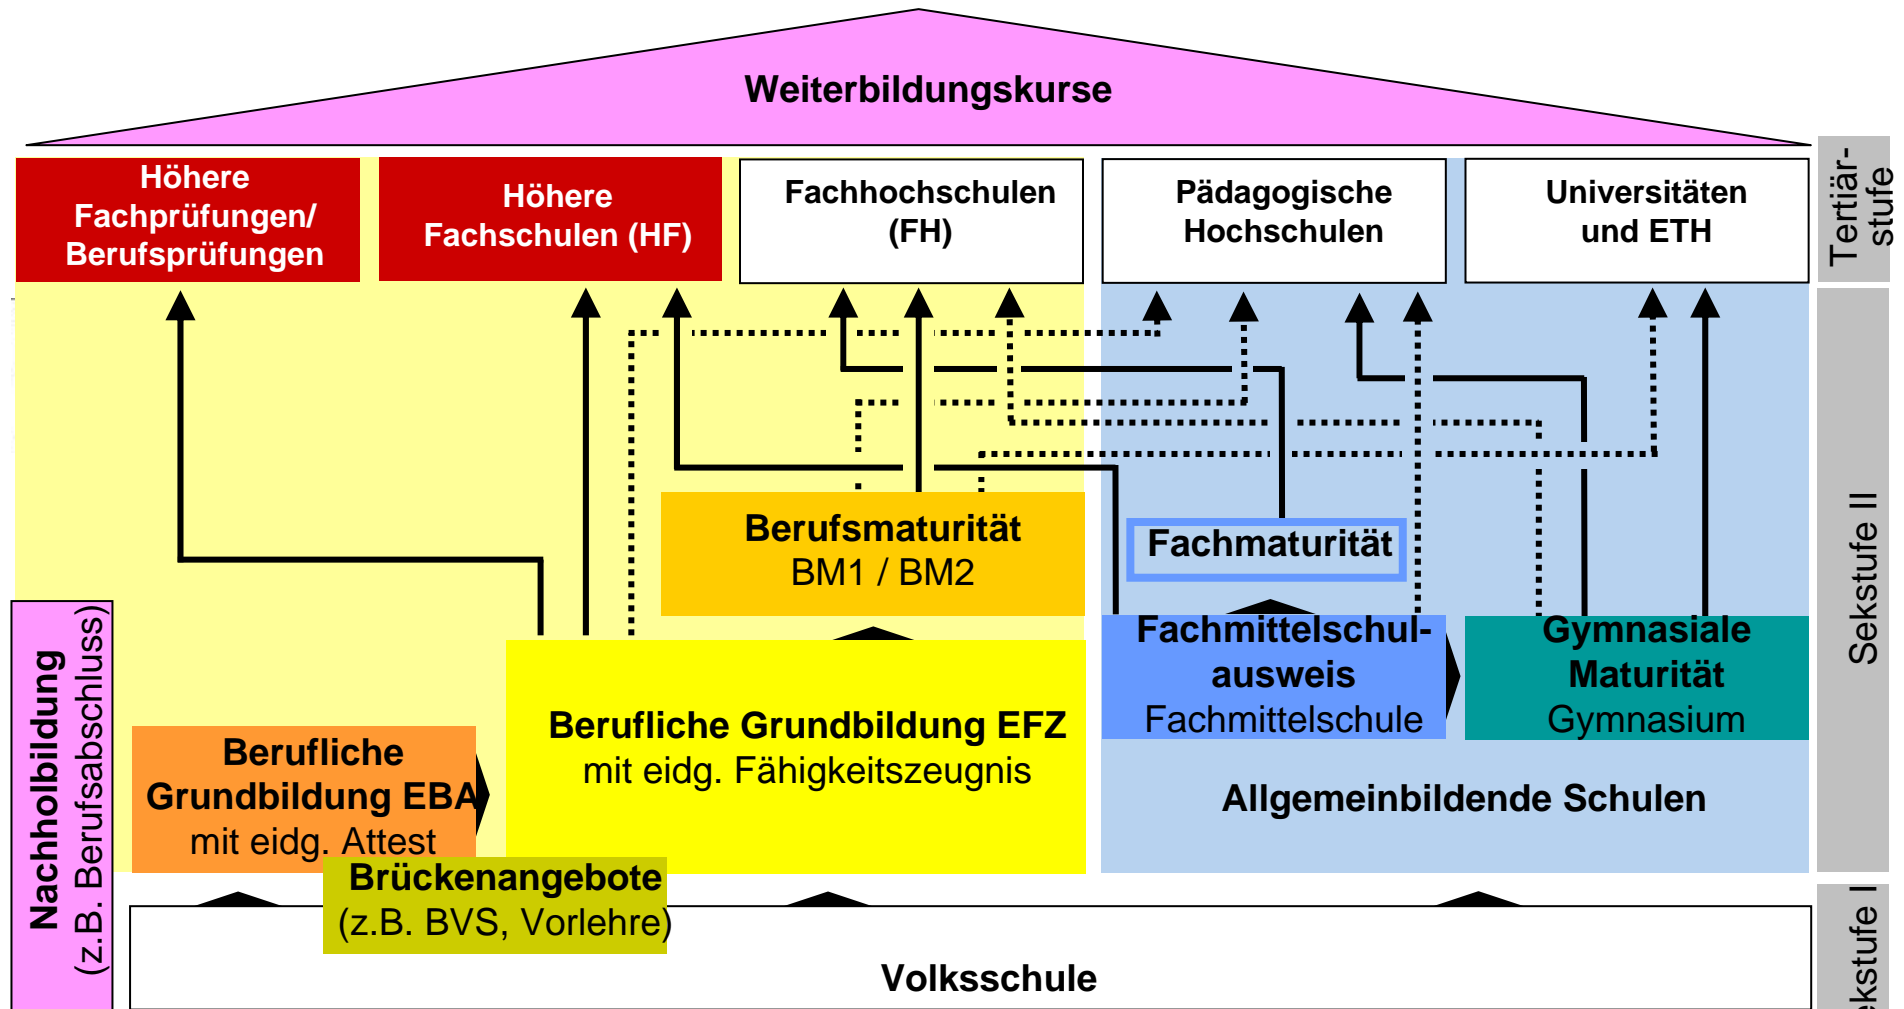 Weiterbildungskurse
Höhere
Fachprüfungen/
Berufsprüfungen
Höhere
Fachschulen (HF)
Fachhochschulen
(FH)
Pädagogische
Hochschulen
Universitäten
und ETH
Tertiär-
stufe
Berufsmaturität
BM1 / BM2
Fachmaturität
Sekstufe II
Fachmittelschul-
ausweis
Fachmittelschule
Gymnasiale
Maturität
Gymnasium
Berufliche Grundbildung EFZ
mit eidg. Fähigkeitszeugnis
Berufliche
Grundbildung EBA
mit eidg. Attest
Allgemeinbildende Schulen
Nachholbildung
(z.B. Berufsabschluss)
Brückenangebote
(z.B. BVS, Vorlehre)
Volksschule
ekstufe I